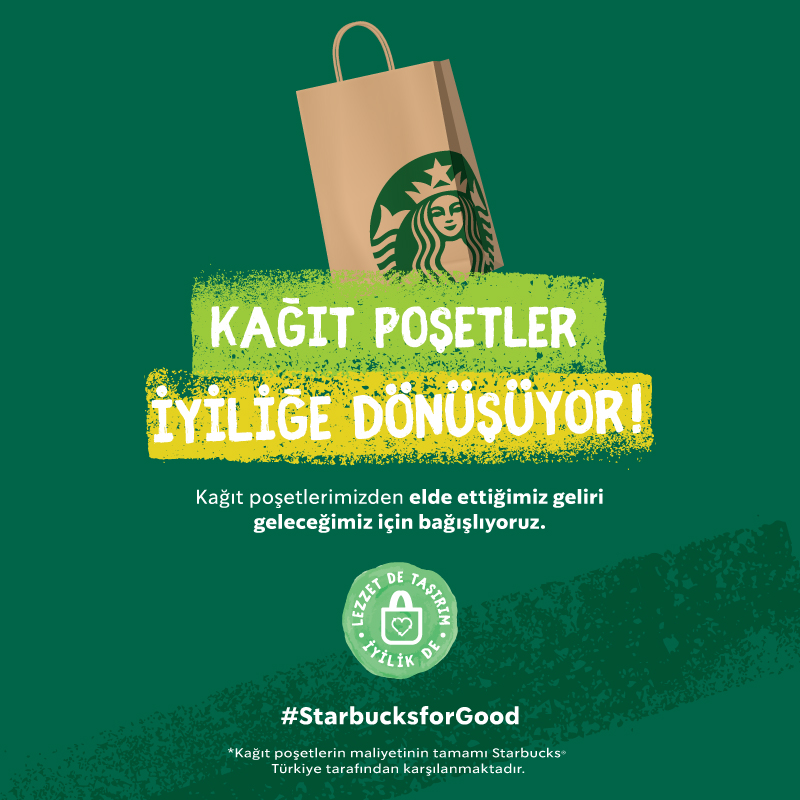 KAĞIT POŞETLER
İYİLİĞE DÖNÜŞÜYOR!
Kağıt poşetlerimizden elde ettiğimiz geliri
geleceğimiz için bağışlıyoruz.
LEZZET DE TAŞIRIM
• İYİLİK DE •
#StarbucksforGood
*Kağıt poşetlerin maliyetinin tamamı Starbucks®
Türkiye tarafından karşılanmaktadır.